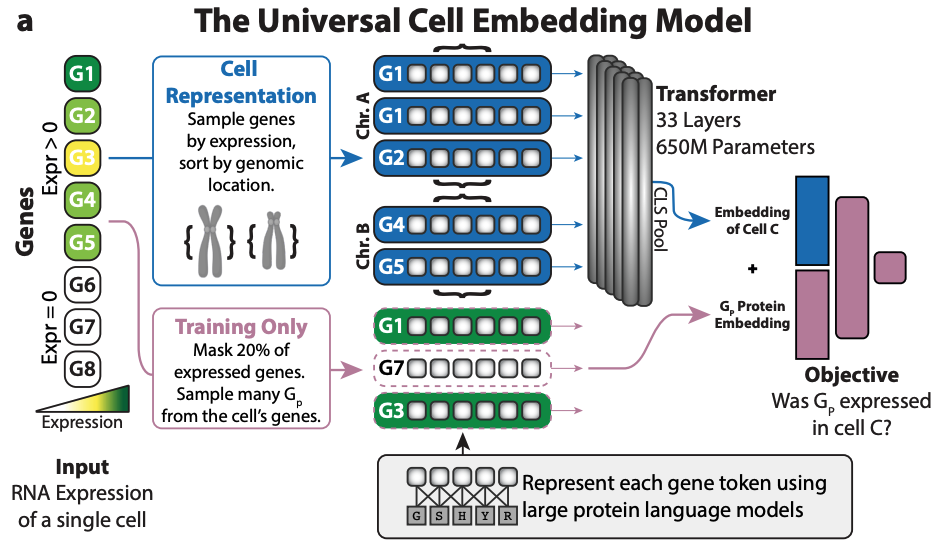 a
The Universal Cell Embedding Model
Genes
Expr > 0
Expr = 0
G1
G2
G3
G4
G5
G6
G7
G8
Expression
Input
RNA Expression
of a single cell
Cell
Representation
Sample genes
by expression,
sort by genomic
location.
{ } { }
Training Only
Mask 20% of
expressed genes.
Sample many Gp
from the cell's genes.
Chr. A
G1
G1
G2
Chr. B
G4
G5
G1
G7
G3
G S H Y R
Represent each gene token using
large protein language models
Transformer
33 Layers
650M Parameters
CLS Pool
Embedding
of Cell C
+
Gp Protein
Embedding
Objective
Was Gp expressed
in cell C?